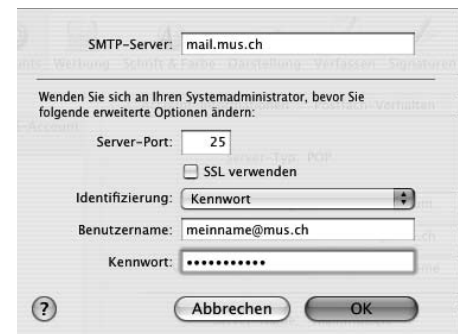 SMTP-Server: mail.mus.ch
Wenden Sie sich an Ihren Systemadministrator, bevor Sie
folgende erweiterte Optionen ändern:
Server-Port: 25
SSL verwenden
Identifizierung: Kennwort
Benutzername: meinname@mus.ch
Kennwort: •••••••••••
? Abbrechen OK